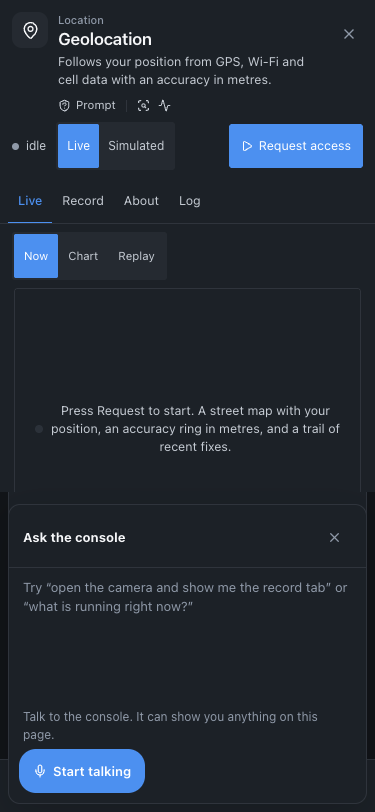 Location
Geolocation
Follows your position from GPS, Wi-Fi and
cell data with an accuracy in metres.
Prompt
idle
Live
Simulated
Request access
Live
Record
About
Log
Now
Chart
Replay
Press Request to start. A street map with your
position, an accuracy ring in metres, and a trail of
recent fixes.
Ask the console
Try “open the camera and show me the record tab” or
“what is running right now?”
Talk to the console. It can show you anything on this
page.
Start talking